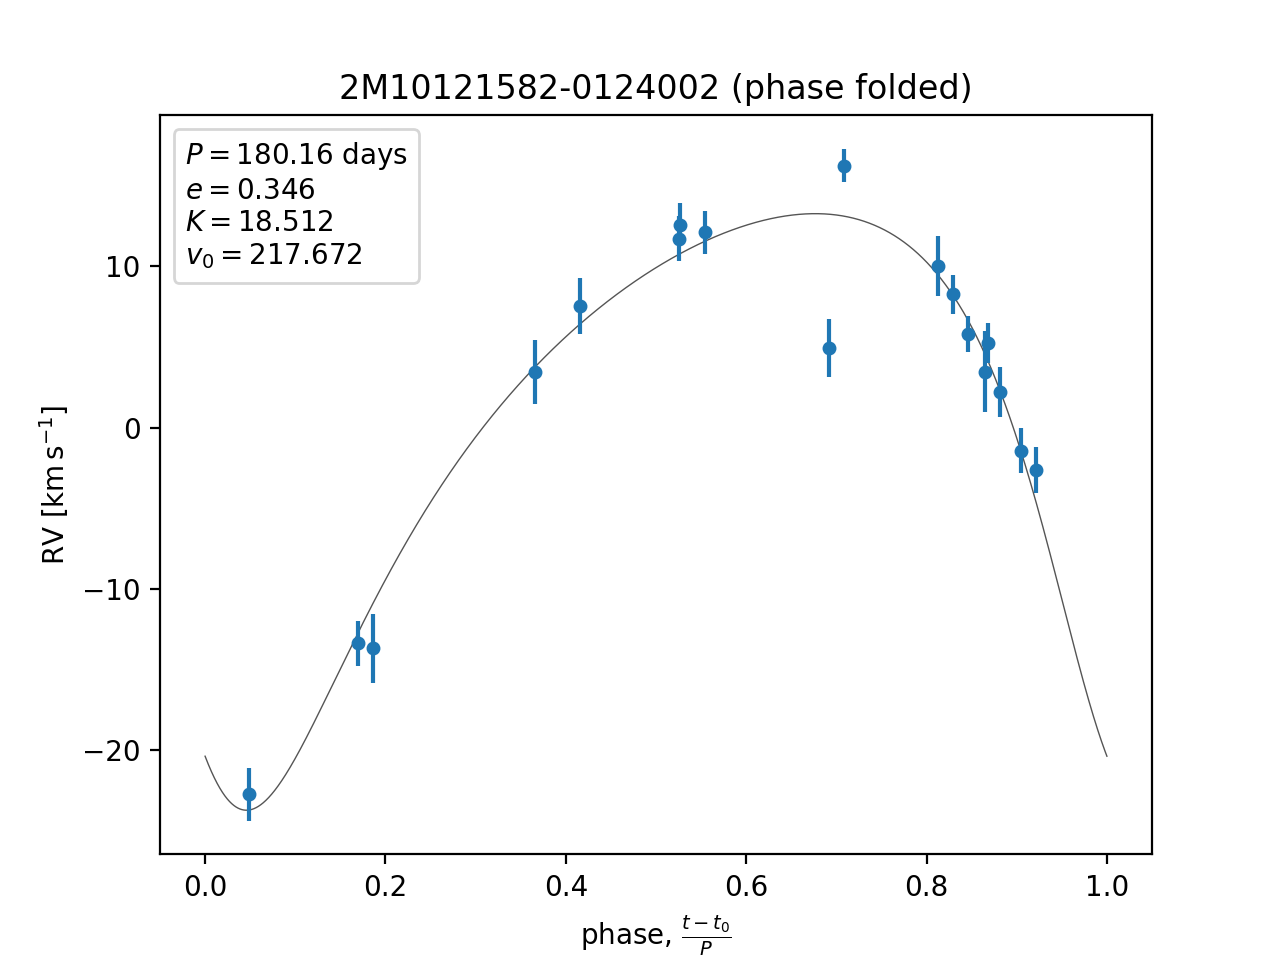 2M10121582-0124002 (phase folded)
P = 180.16 days
e = 0.346
K = 18.512
v₀ = 217.672
10
0
−10
−20
RV [km s⁻¹]
0.0 0.2 0.4 0.6 0.8 1.0
phase, (t − t₀)/P